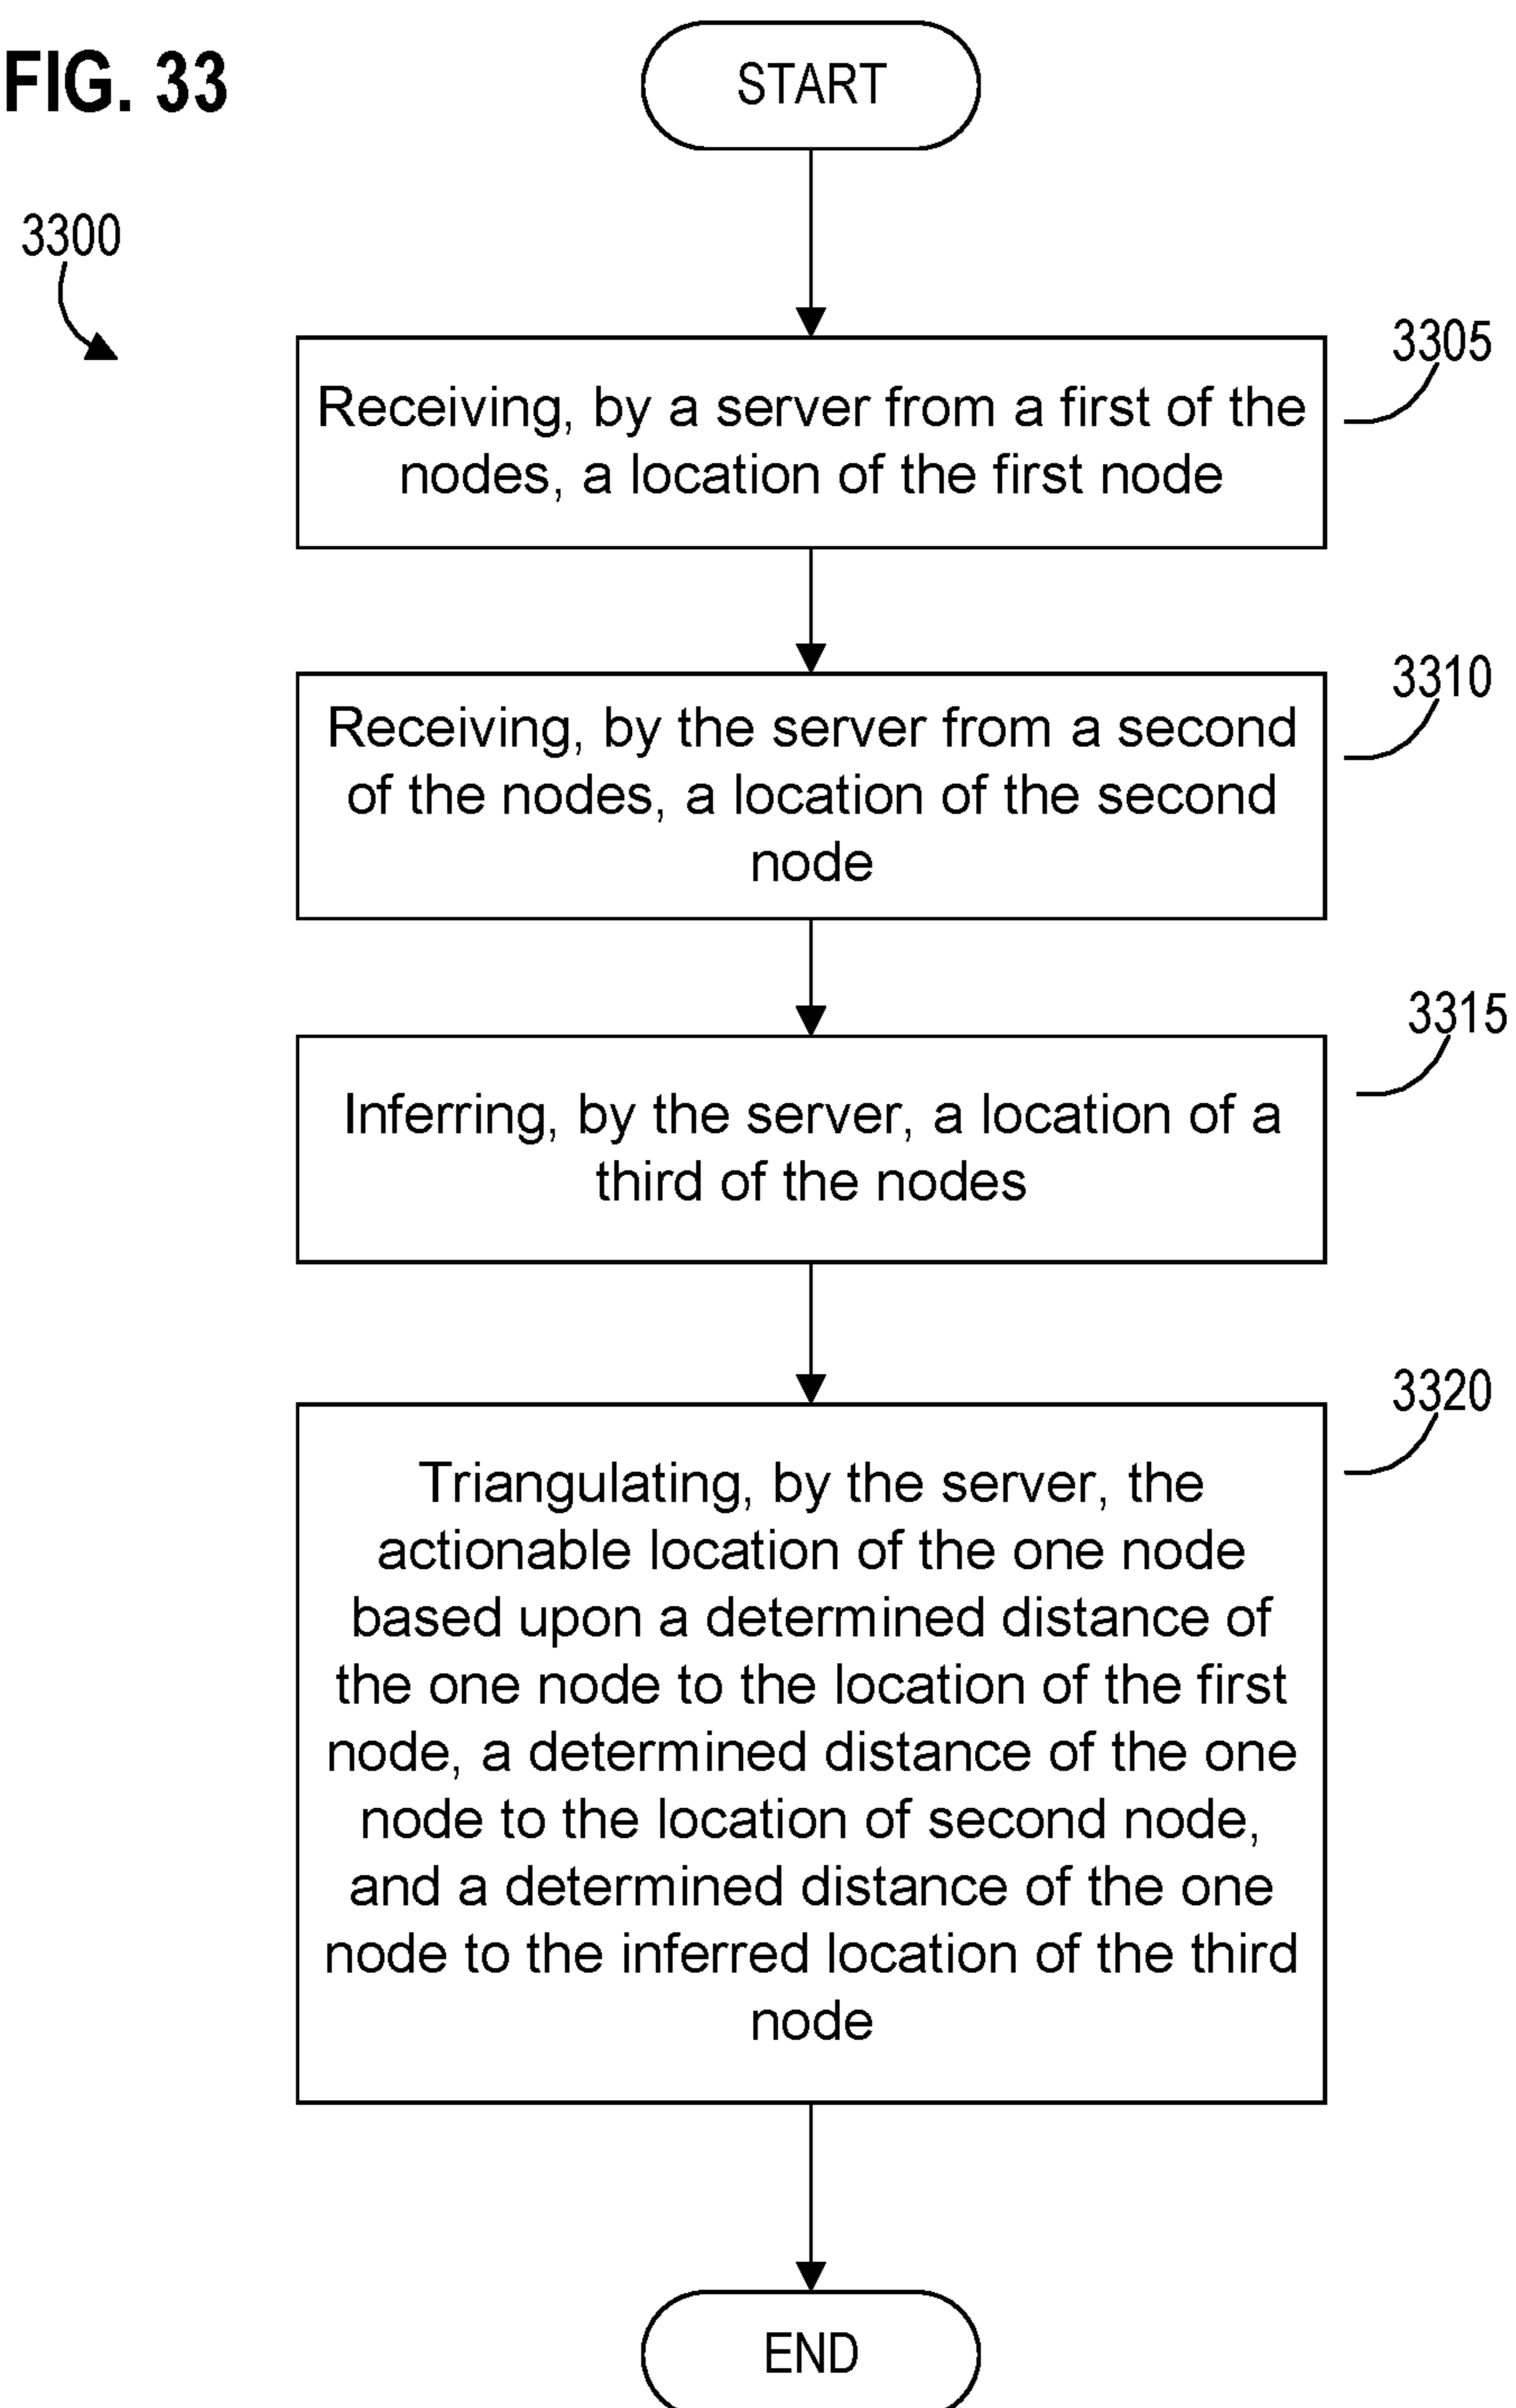 FIG. 33
START
3300
3305
Receiving, by a server from a first of the
nodes, a location of the first node
3310
Receiving, by the server from a second
of the nodes, a location of the second
node
3315
Inferring, by the server, a location of a
third of the nodes
3320
Triangulating, by the server, the
actionable location of the one node
based upon a determined distance of
the one node to the location of the first
node, a determined distance of the one
node to the location of second node,
and a determined distance of the one
node to the inferred location of the third
node
END